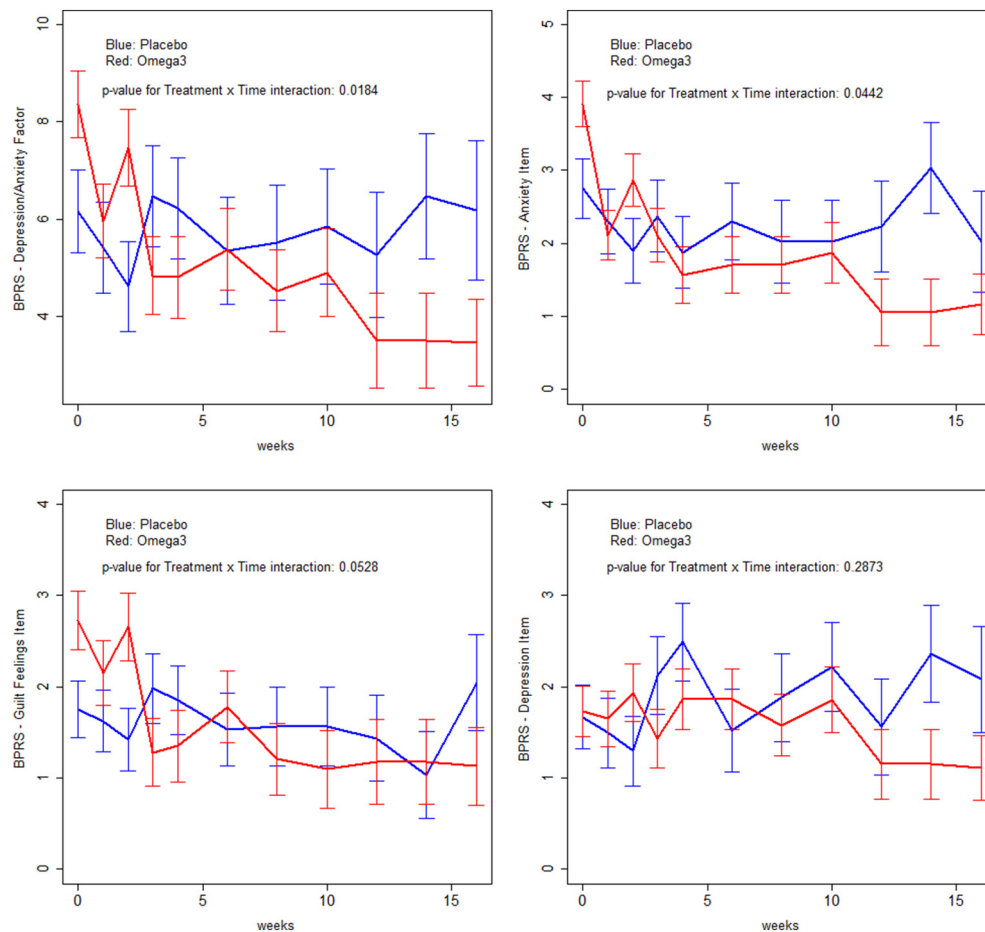 BPRS - Depression/Anxiety Factor
10
8
6
4
Blue: Placebo
Red: Omega3
p-value for Treatment x Time interaction: 0.0184
0 5 10 15
weeks
BPRS - Anxiety Item
5
4
3
2
1
0
Blue: Placebo
Red: Omega3
p-value for Treatment x Time interaction: 0.0442
0 5 10 15
weeks
BPRS - Guilt Feelings Item
4
3
2
1
0
Blue: Placebo
Red: Omega3
p-value for Treatment x Time interaction: 0.0528
0 5 10 15
weeks
BPRS - Depression Item
4
3
2
1
0
Blue: Placebo
Red: Omega3
p-value for Treatment x Time interaction: 0.2873
0 5 10 15
weeks